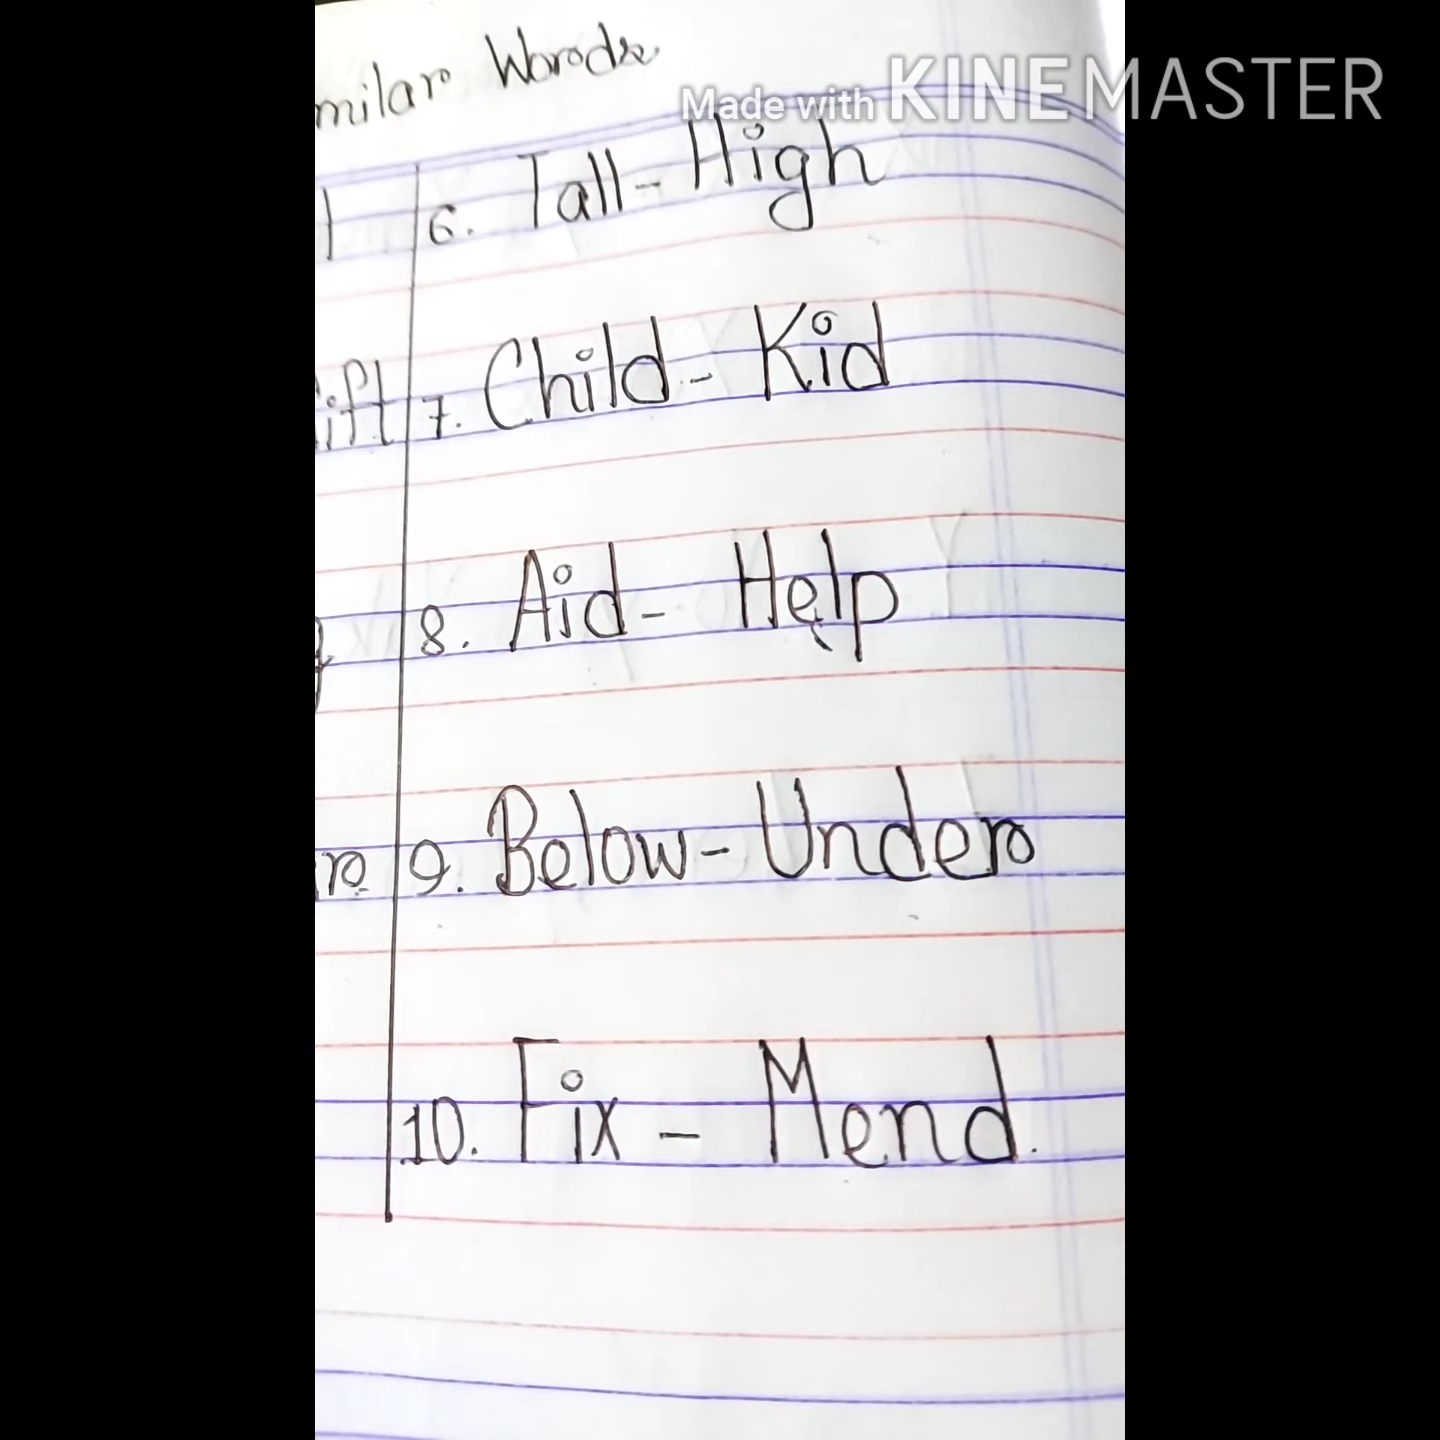 milar Words
Made with KINEMASTER
6. Tall- High
ift 7. Child- Kid
8. Aid- Help
r. 9. Below- Under
10. Fix - Mend.